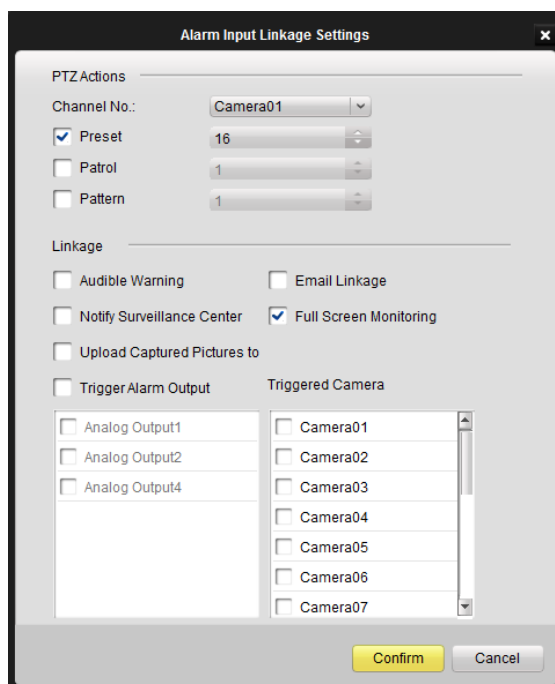 Alarm Input Linkage Settings
PTZ Actions
Channel No.: Camera01
Preset 16
Patrol 1
Pattern 1
Linkage
Audible Warning Email Linkage
Notify Surveillance Center Full Screen Monitoring
Upload Captured Pictures to
Trigger Alarm Output Triggered Camera
Analog Output1 Camera01
Analog Output2 Camera02
Analog Output4 Camera03
Camera04
Camera05
Camera06
Camera07
Confirm Cancel